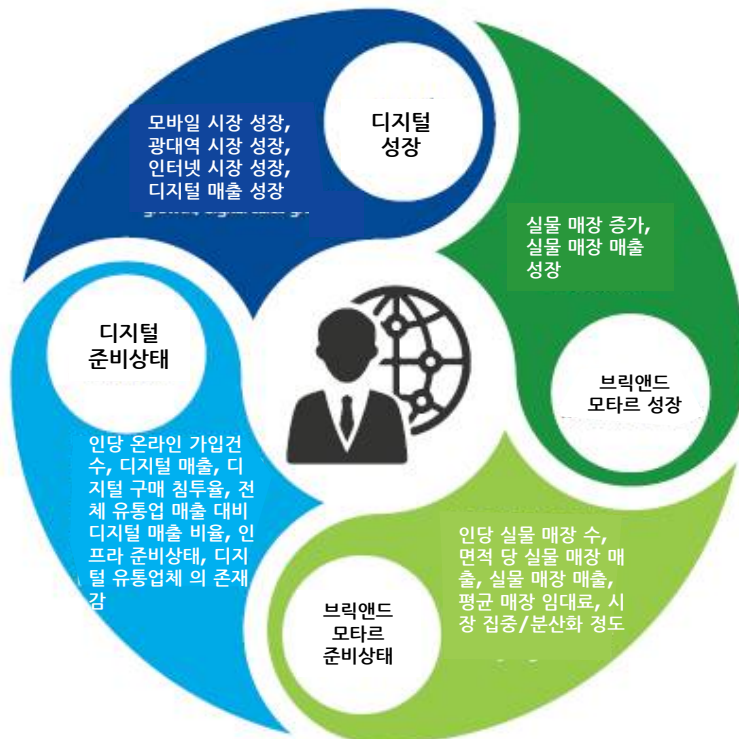 모바일 시장 성장,
광대역 시장 성장,
인터넷 시장 성장,
디지털 매출 성장
디지털
성장
실물 매장 증가,
실물 매장 매출
성장
브릭앤드
모타르 성장
디지털
준비상태
인당 온라인 가입건
수, 디지털 매출, 디
지털 구매 침투율, 전
체 유통업 매출 대비
디지털 매출 비율, 인
프라 준비상태, 디지
털 유통업체 의 존재
감
인당 실물 매장 수,
면적 당 실물 매장 매
출, 실물 매장 매출,
평균 매장 임대료, 시
장 집중/분산화 정도
브릭앤드
모타르
준비상태